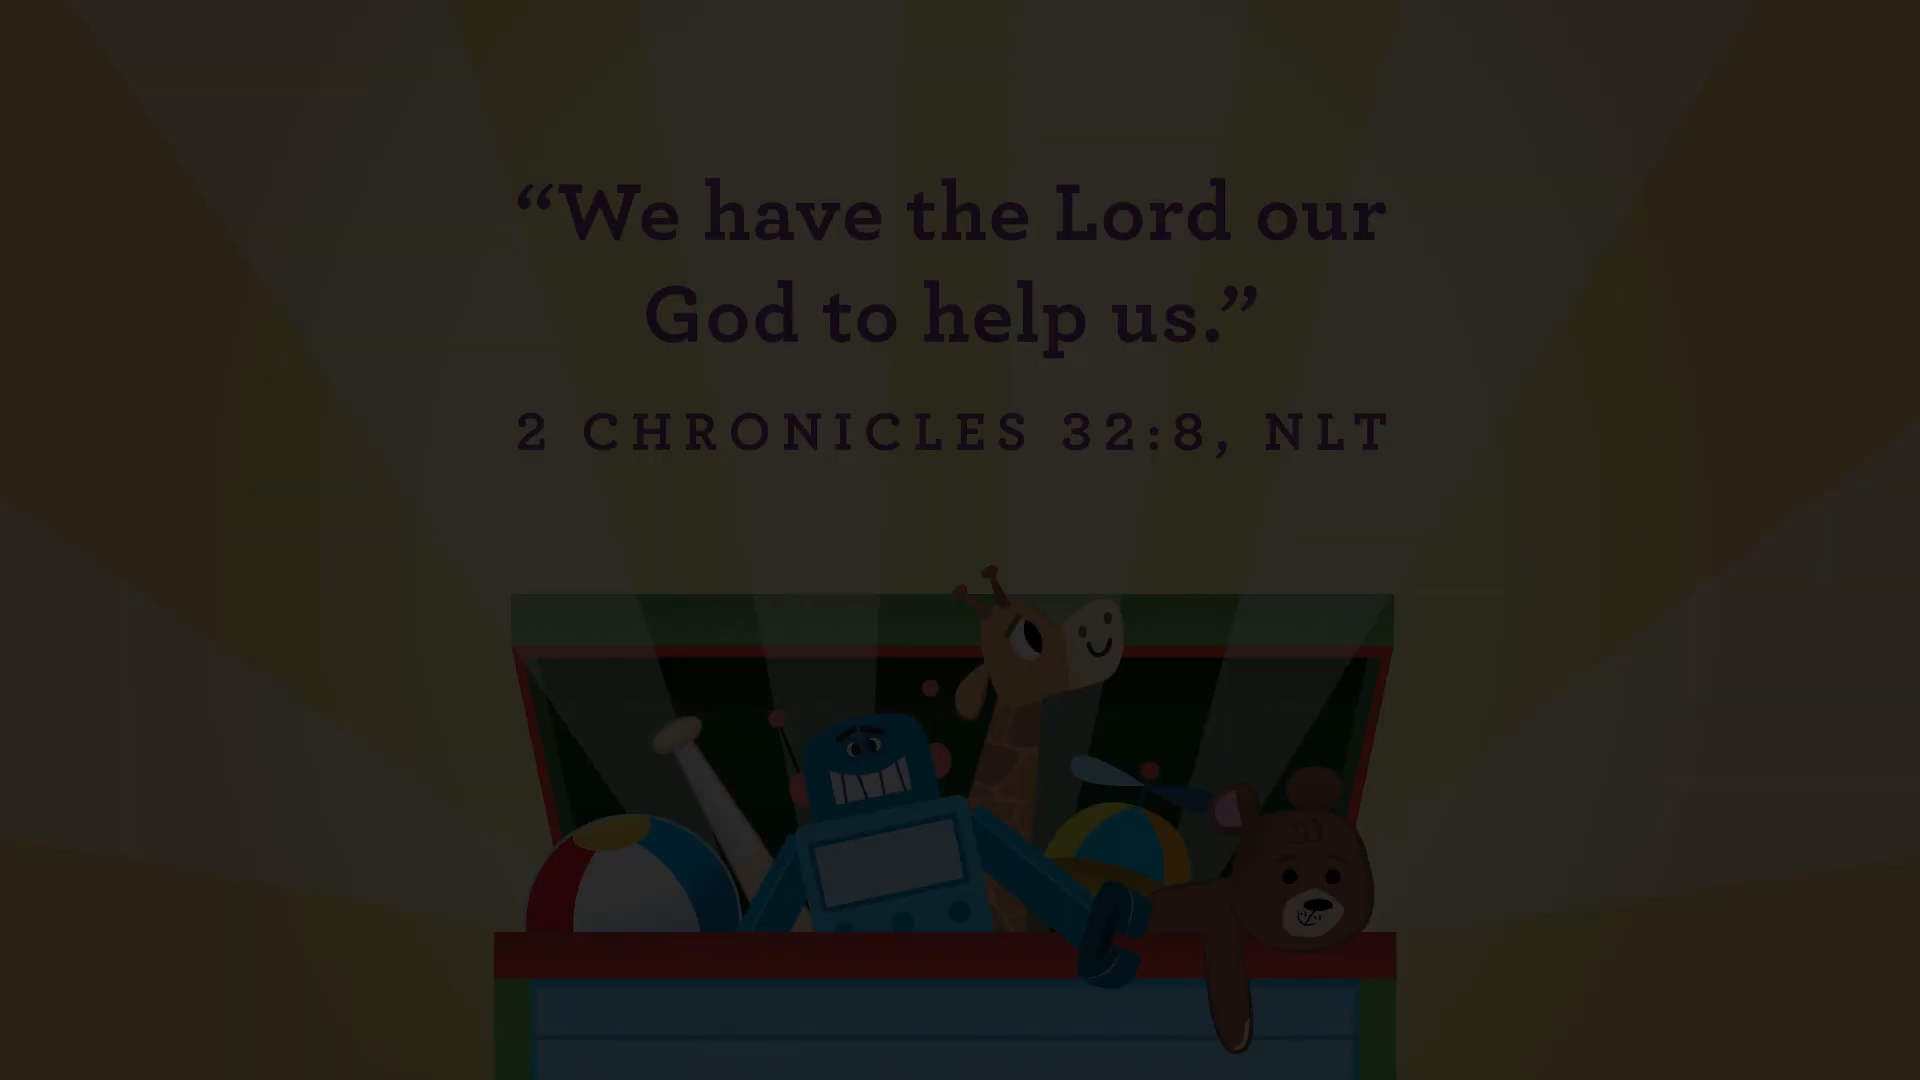 “We have the Lord our
God to help us.”
2 CHRONICLES 32:8, NLT